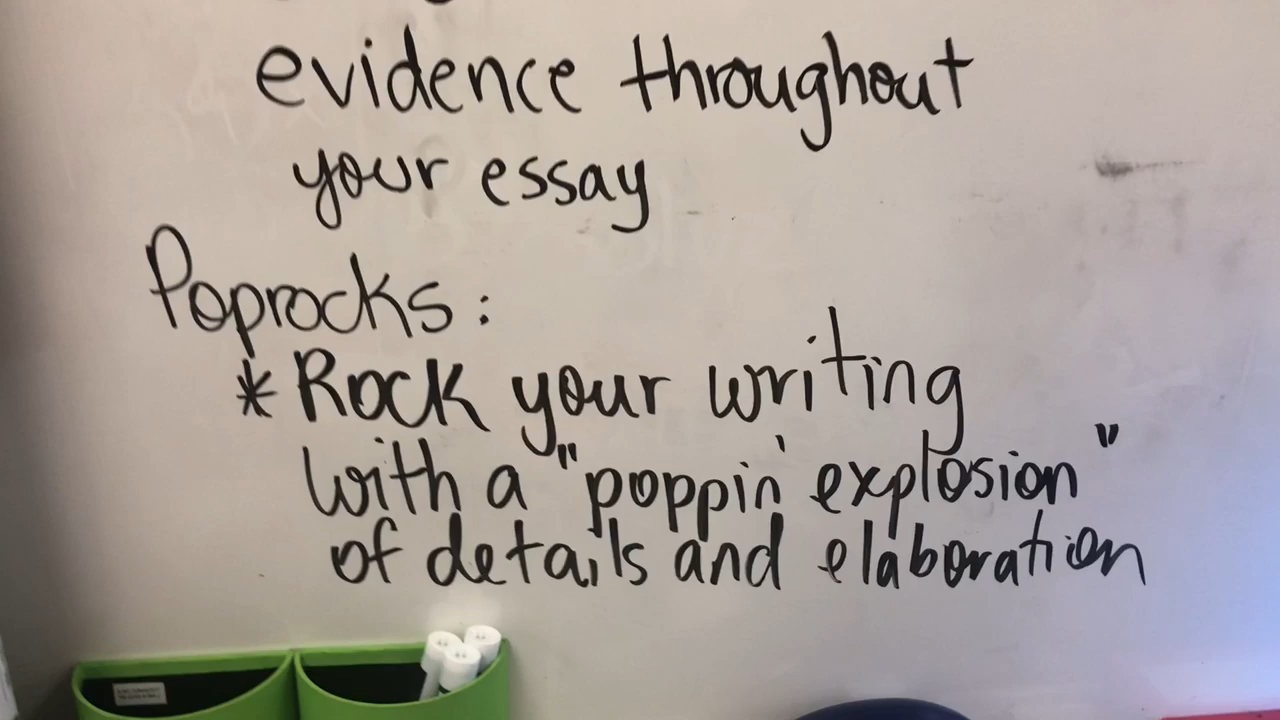 evidence throughout
your essay
Poprocks:
* Rock your writing
with a "poppin' explosion"
of details and elaboration